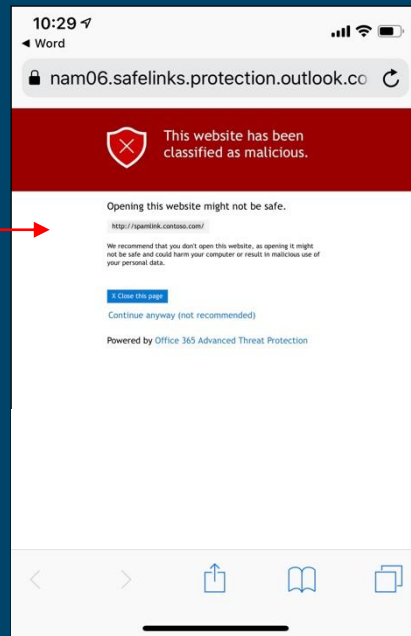 10:29
◀ Word
nam06.safelinks.protection.outlook.co
This website has been
classified as malicious.
Opening this website might not be safe.
http://spamlink.contoso.com/
We recommend that you don't open this website, as opening it might
not be safe and could harm your computer or result in malicious use of
your personal data.
X Close this page
Continue anyway (not recommended)
Powered by Office 365 Advanced Threat Protection